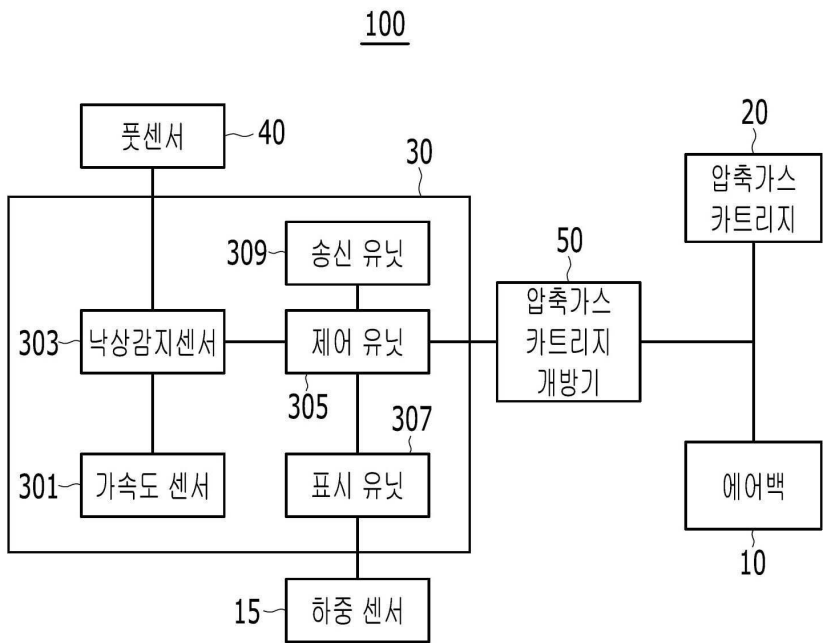 100
풋센서
40
30
20
압축가스
카트리지
309
송신 유닛
50
압축가스
카트리지
개방기
303
낙상감지센서
제어 유닛
305
307
301
가속도 센서
표시 유닛
에어백
10
15
하중 센서